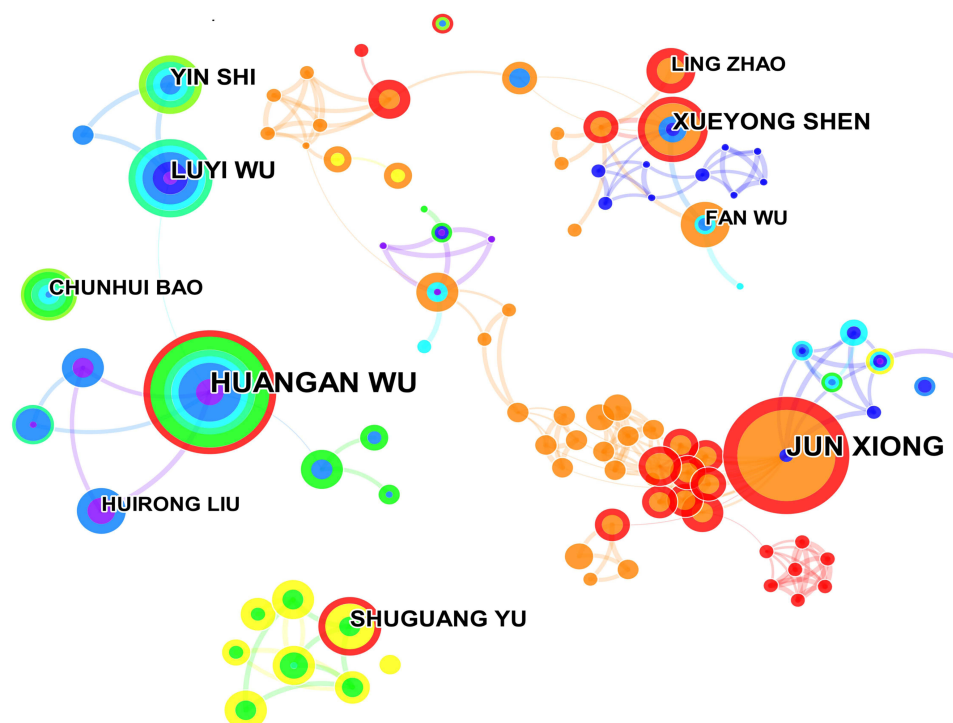 YIN SHI
LING ZHAO
XUEYONG SHEN
LUYI WU
FAN WU
CHUNHUI BAO
HUANGAN WU
JUN XIONG
HUIRONG LIU
SHUGUANG YU